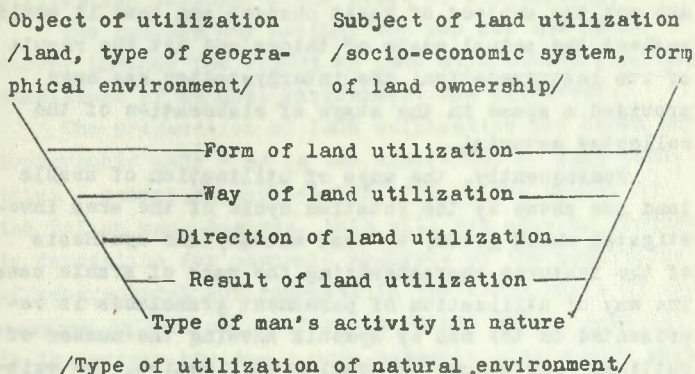 Object of utilization Subject of land utilization
/land, type of geogra- /socio-economic system, form
phical environment/ of land ownership/
Form of land utilization
Way of land utilization
Direction of land utilization
Result of land utilization
Type of man's activity in nature
/Type of utilization of natural environment/